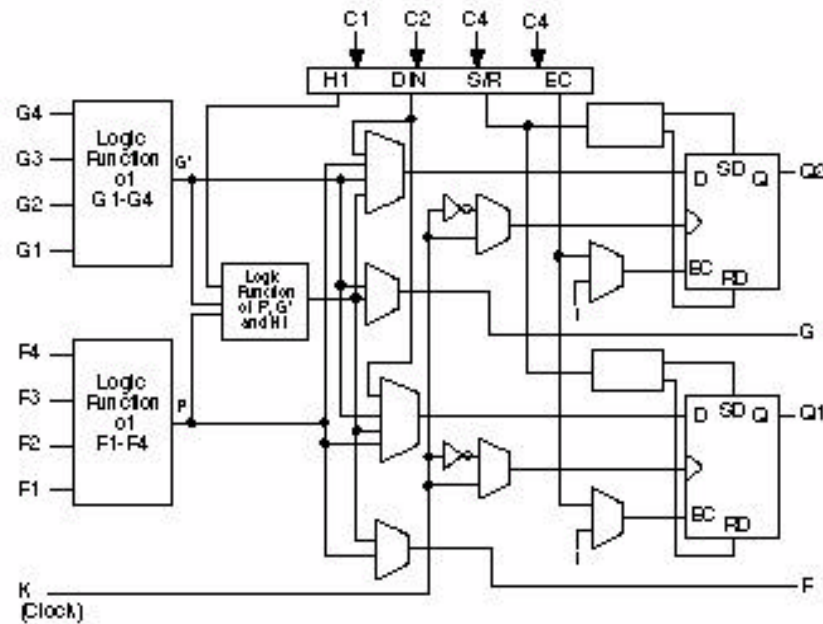 C1 C2 C4 C4
H1 DIN S/R EC
G4
G3
G2
G1
Logic
Function
of
G1-G4
G'
SD
D Q
EC
RD
Q2
1
Logic
Function
of P, G'
and H1
G
F4
F3
F2
F1
Logic
Function
of
F1-F4
P
SD
D Q
EC
RD
Q1
1
F
K
(Clock)